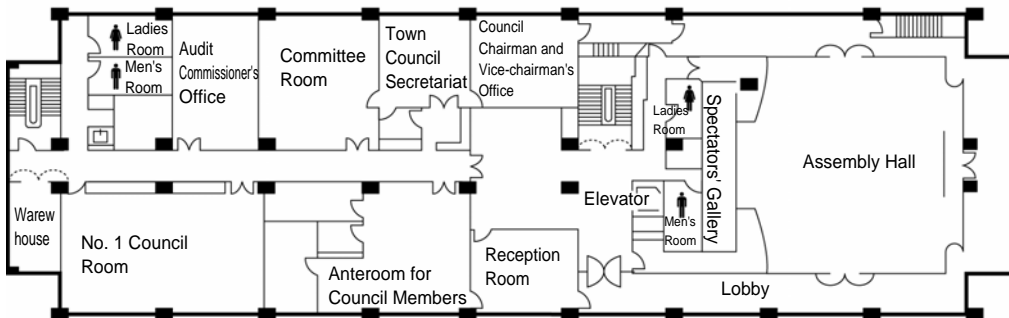 Ladies
Room
Men's
Room
Audit
Commissioner's
Office
Committee
Room
Town
Council
Secretariat
Council
Chairman and
Vice-chairman's
Office
Ladies
Room
Spectators' Gallery
Assembly Hall
Elevator
Men's
Room
Warew
house
No. 1 Council
Room
Anteroom for
Council Members
Reception
Room
Lobby